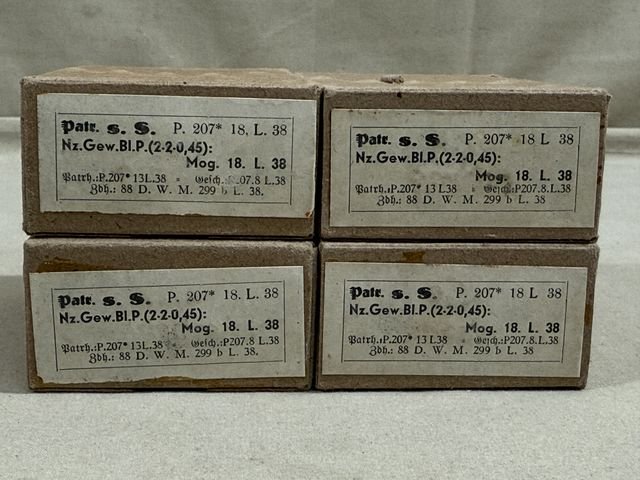 Patr. s. S. P. 207* 18. L. 38
Nz.Gew.Bl.P.(2-2-0,45):
Mog. 18. L. 38
Patrh.:P.207* 13L.38 = Gesch.: 207.8 L.38
Zdh.: 88 D. W. M. 299 b L. 38.
Patr. s. S. P. 207* 18 L 38
Nz.Gew.Bl.P.(2-2-0,45):
Mog. 18. L. 38
Patrh.:P.207* 13 L38 = Gesch.:P207.8.L.38
Zdh.: 88 D. W. M. 299 b L. 38
Patr. s. S. P. 207* 18. L. 38
Nz.Gew.Bl.P.(2-2-0,45):
Mog. 18. L. 38
Patrh.:P.207* 13L.38 = Gesch.:P207.8 L.38
Zdh.: 88 D. W. M. 299 b L. 38.
Patr. s. S. P. 207* 18 L 38
Nz.Gew.Bl.P.(2-2-0,45):
Mog. 18. L. 38
Patrh.:P.207* 13 L38 = Gesch.:P207.8.L.38
Zdh.: 88 D. W. M. 299 b L. 38